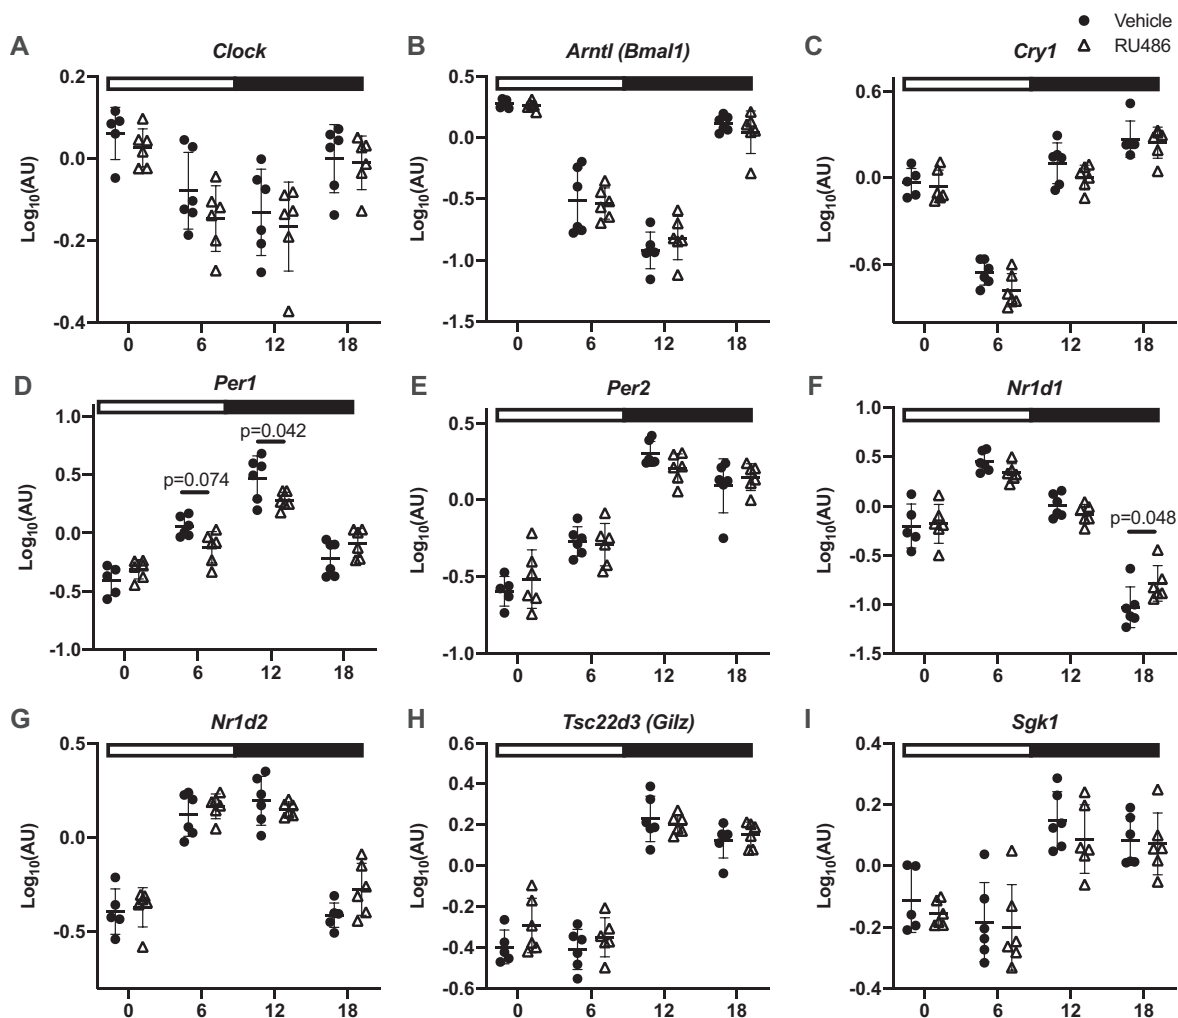 Vehicle
RU486
A
Clock
Log10(AU)
0.2
0.0
-0.2
-0.4
0
6
12
18
B
Arntl (Bmal1)
Log10(AU)
0.5
0.0
-0.5
-1.0
-1.5
0
6
12
18
C
Cry1
Log10(AU)
0.6
0.0
-0.6
0
6
12
18
D
Per1
Log10(AU)
1.0
0.5
0.0
-0.5
-1.0
p=0.074
p=0.042
0
6
12
18
E
Per2
Log10(AU)
0.5
0.0
-0.5
-1.0
0
6
12
18
F
Nr1d1
Log10(AU)
1.0
0.5
0.0
-0.5
-1.0
-1.5
p=0.048
0
6
12
18
G
Nr1d2
Log10(AU)
0.5
0.0
-0.5
0
6
12
18
H
Tsc22d3 (Gilz)
Log10(AU)
0.6
0.4
0.2
0.0
-0.2
-0.4
-0.6
0
6
12
18
I
Sgk1
Log10(AU)
0.4
0.2
0.0
-0.2
-0.4
0
6
12
18